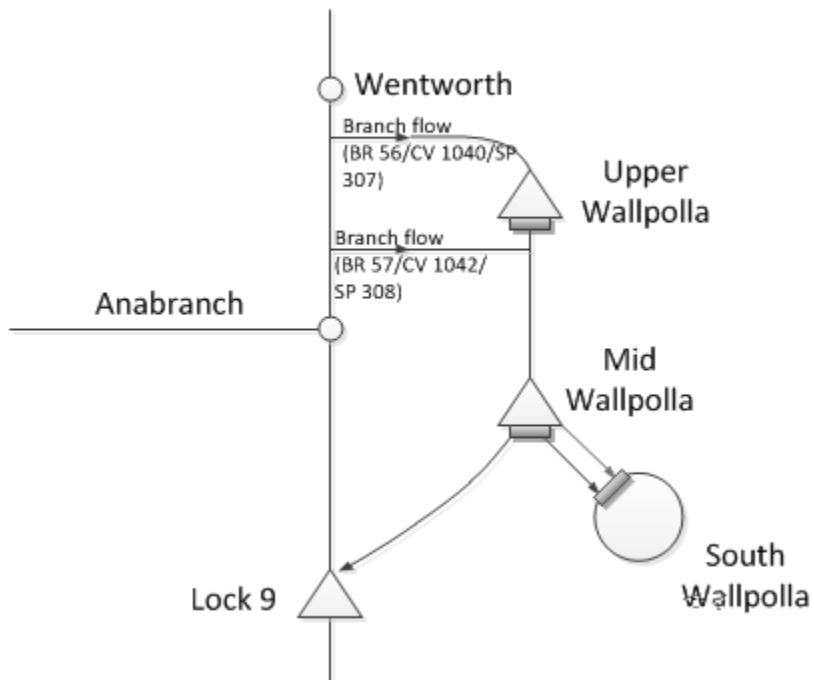 Wentworth
Branch flow
(BR 56/CV 1040/SP
307)
Upper
Wallpolla
Branch flow
(BR 57/CV 1042/
SP 308)
Anabranch
Mid
Wallpolla
South
Wallpolla
Lock 9